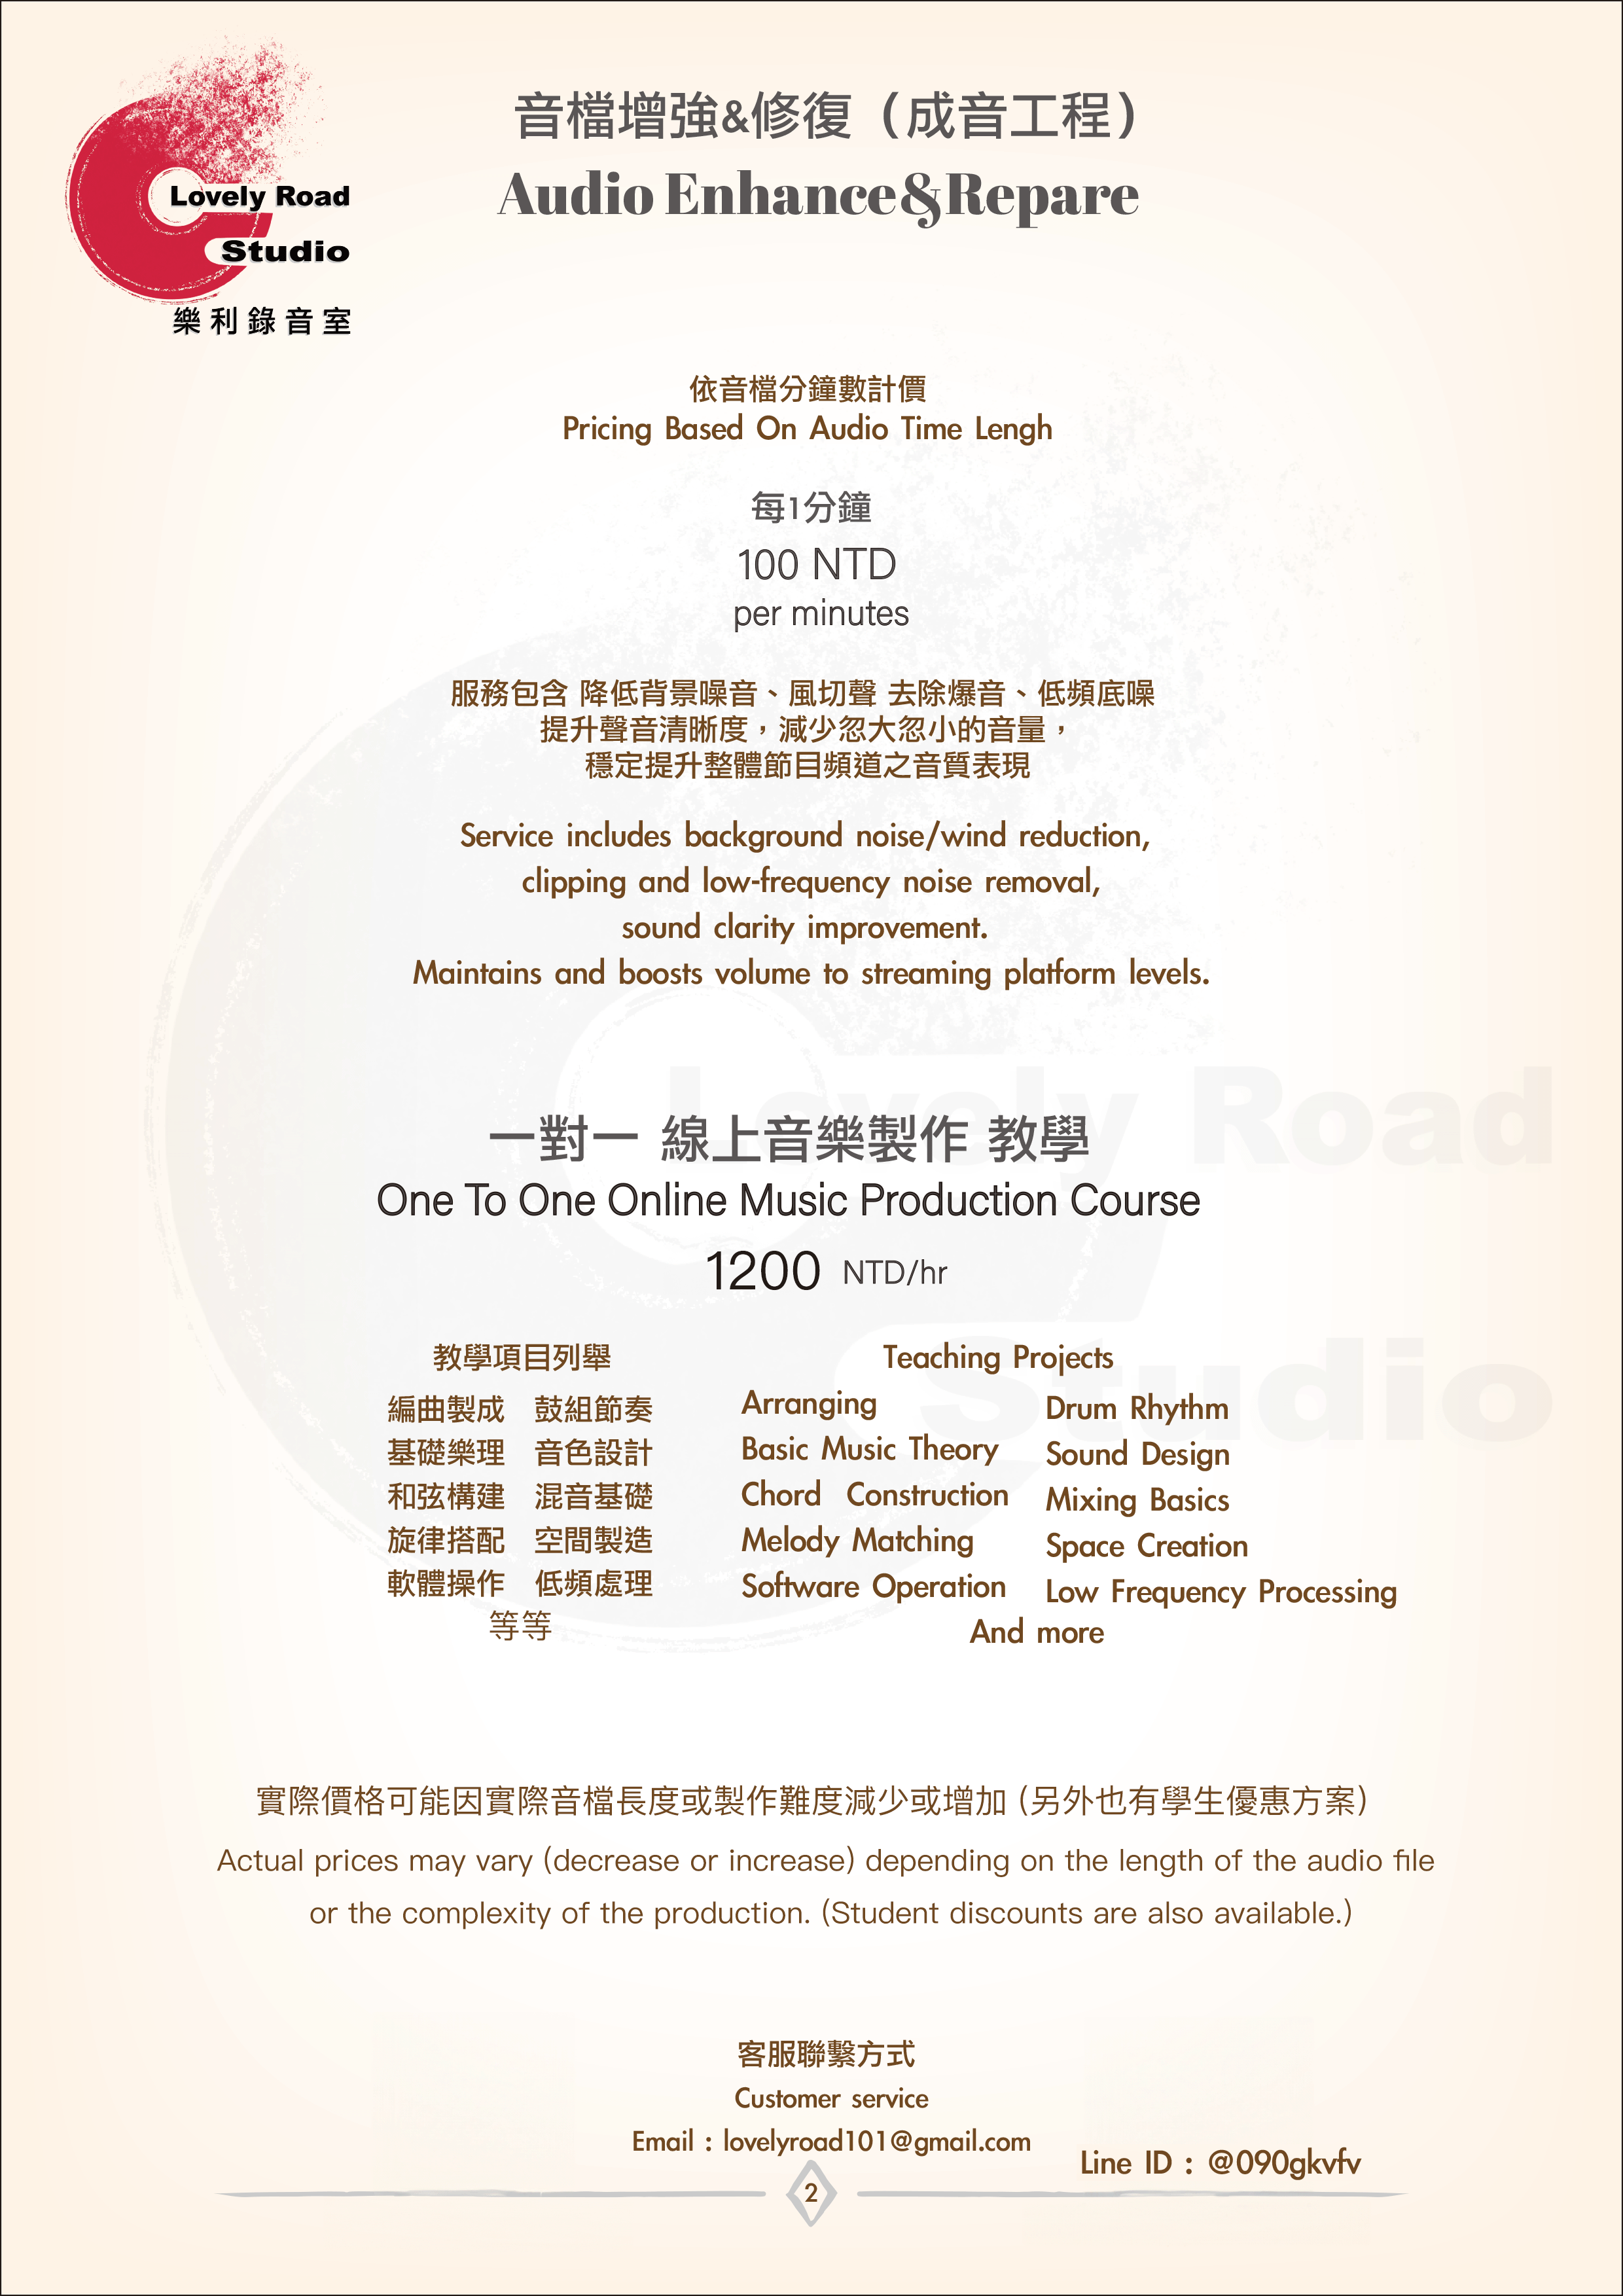 Lovely Road
Studio
樂利錄音室
音檔增強&修復（成音工程）
Audio Enhance&Repare
依音檔分鐘數計價
Pricing Based On Audio Time Lengh
每1分鐘
100 NTD
per minutes
服務包含 降低背景噪音、風切聲 去除爆音、低頻底噪
提升聲音清晰度，減少忽大忽小的音量，
穩定提升整體節目頻道之音質表現
Service includes background noise/wind reduction,
clipping and low-frequency noise removal,
sound clarity improvement.
Maintains and boosts volume to streaming platform levels.
Lovely Road
Studio
一對一 線上音樂製作 教學
One To One Online Music Production Course
1200 NTD/hr
教學項目列舉
編曲製成 鼓組節奏
基礎樂理 音色設計
和弦構建 混音基礎
旋律搭配 空間製造
軟體操作 低頻處理
等等
Teaching Projects
Arranging Drum Rhythm
Basic Music Theory Sound Design
Chord Construction Mixing Basics
Melody Matching Space Creation
Software Operation Low Frequency Processing
And more
實際價格可能因實際音檔長度或製作難度減少或增加 (另外也有學生優惠方案)
Actual prices may vary (decrease or increase) depending on the length of the audio file
or the complexity of the production. (Student discounts are also available.)
客服聯繫方式
Customer service
Email : lovelyroad101@gmail.com
Line ID : @090gkvfv
2